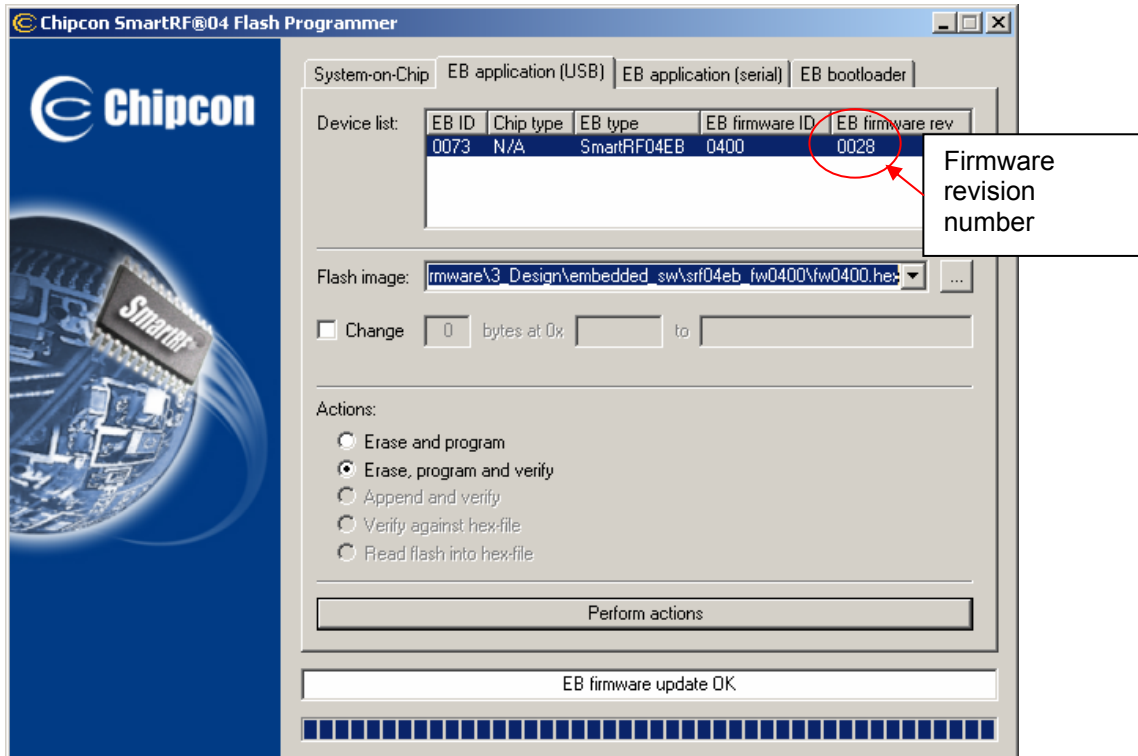 Chipcon SmartRF®04 Flash Programmer
Chipcon
SmartRF
System-on-Chip EB application (USB) EB application (serial) EB bootloader
Device list: EB ID Chip type EB type EB firmware ID EB firmware rev
0073 N/A SmartRF04EB 0400 0028
Firmware
revision
number
Flash image: rmware\3_Design\embedded_sw\srf04eb_fw0400\fw0400.hex ...
Change 0 bytes at 0x to
Actions:
Erase and program
Erase, program and verify
Append and verify
Verify against hex-file
Read flash into hex-file
Perform actions
EB firmware update OK